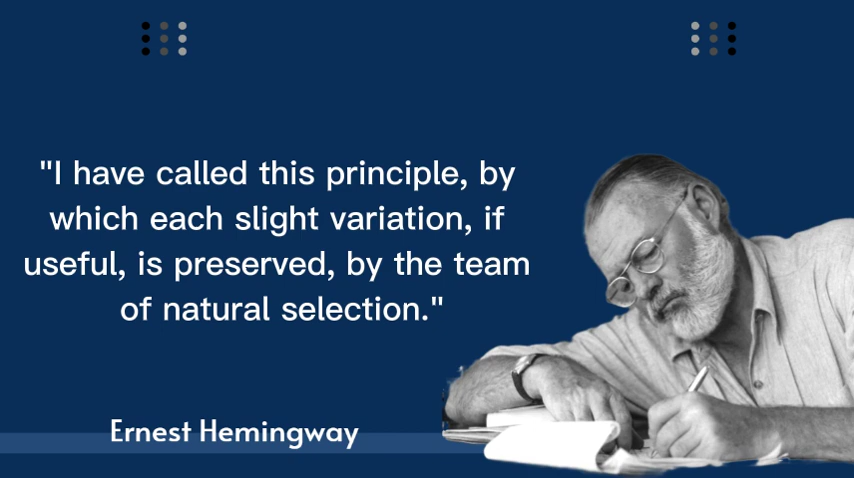 "I have called this principle, by
which each slight variation, if
useful, is preserved, by the team
of natural selection."
Ernest Hemingway